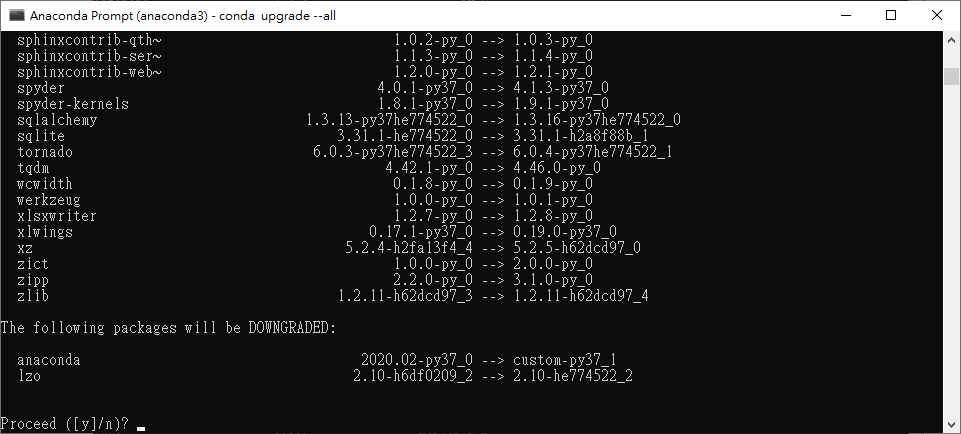 Anaconda Prompt (anaconda3) - conda upgrade --all
sphinxcontrib-qth~ 1.0.2-py_0 --> 1.0.3-py_0
sphinxcontrib-ser~ 1.1.3-py_0 --> 1.1.4-py_0
sphinxcontrib-web~ 1.2.0-py_0 --> 1.2.1-py_0
spyder 4.0.1-py37_0 --> 4.1.3-py37_0
spyder-kernels 1.8.1-py37_0 --> 1.9.1-py37_0
sqlalchemy 1.3.13-py37he774522_0 --> 1.3.16-py37he774522_0
sqlite 3.31.1-he774522_0 --> 3.31.1-h2a8f88b_1
tornado 6.0.3-py37he774522_3 --> 6.0.4-py37he774522_1
tqdm 4.42.1-py_0 --> 4.46.0-py_0
wcwidth 0.1.8-py_0 --> 0.1.9-py_0
werkzeug 1.0.0-py_0 --> 1.0.1-py_0
xlsxwriter 1.2.7-py_0 --> 1.2.8-py_0
xlwings 0.17.1-py37_0 --> 0.19.0-py37_0
xz 5.2.4-h2fa13f4_4 --> 5.2.5-h62dcd97_0
zict 1.0.0-py_0 --> 2.0.0-py_0
zipp 2.2.0-py_0 --> 3.1.0-py_0
zlib 1.2.11-h62dcd97_3 --> 1.2.11-h62dcd97_4
The following packages will be DOWNGRADED:
anaconda 2020.02-py37_0 --> custom-py37_1
lzo 2.10-h6df0209_2 --> 2.10-he774522_2
Proceed ([y]/n)?